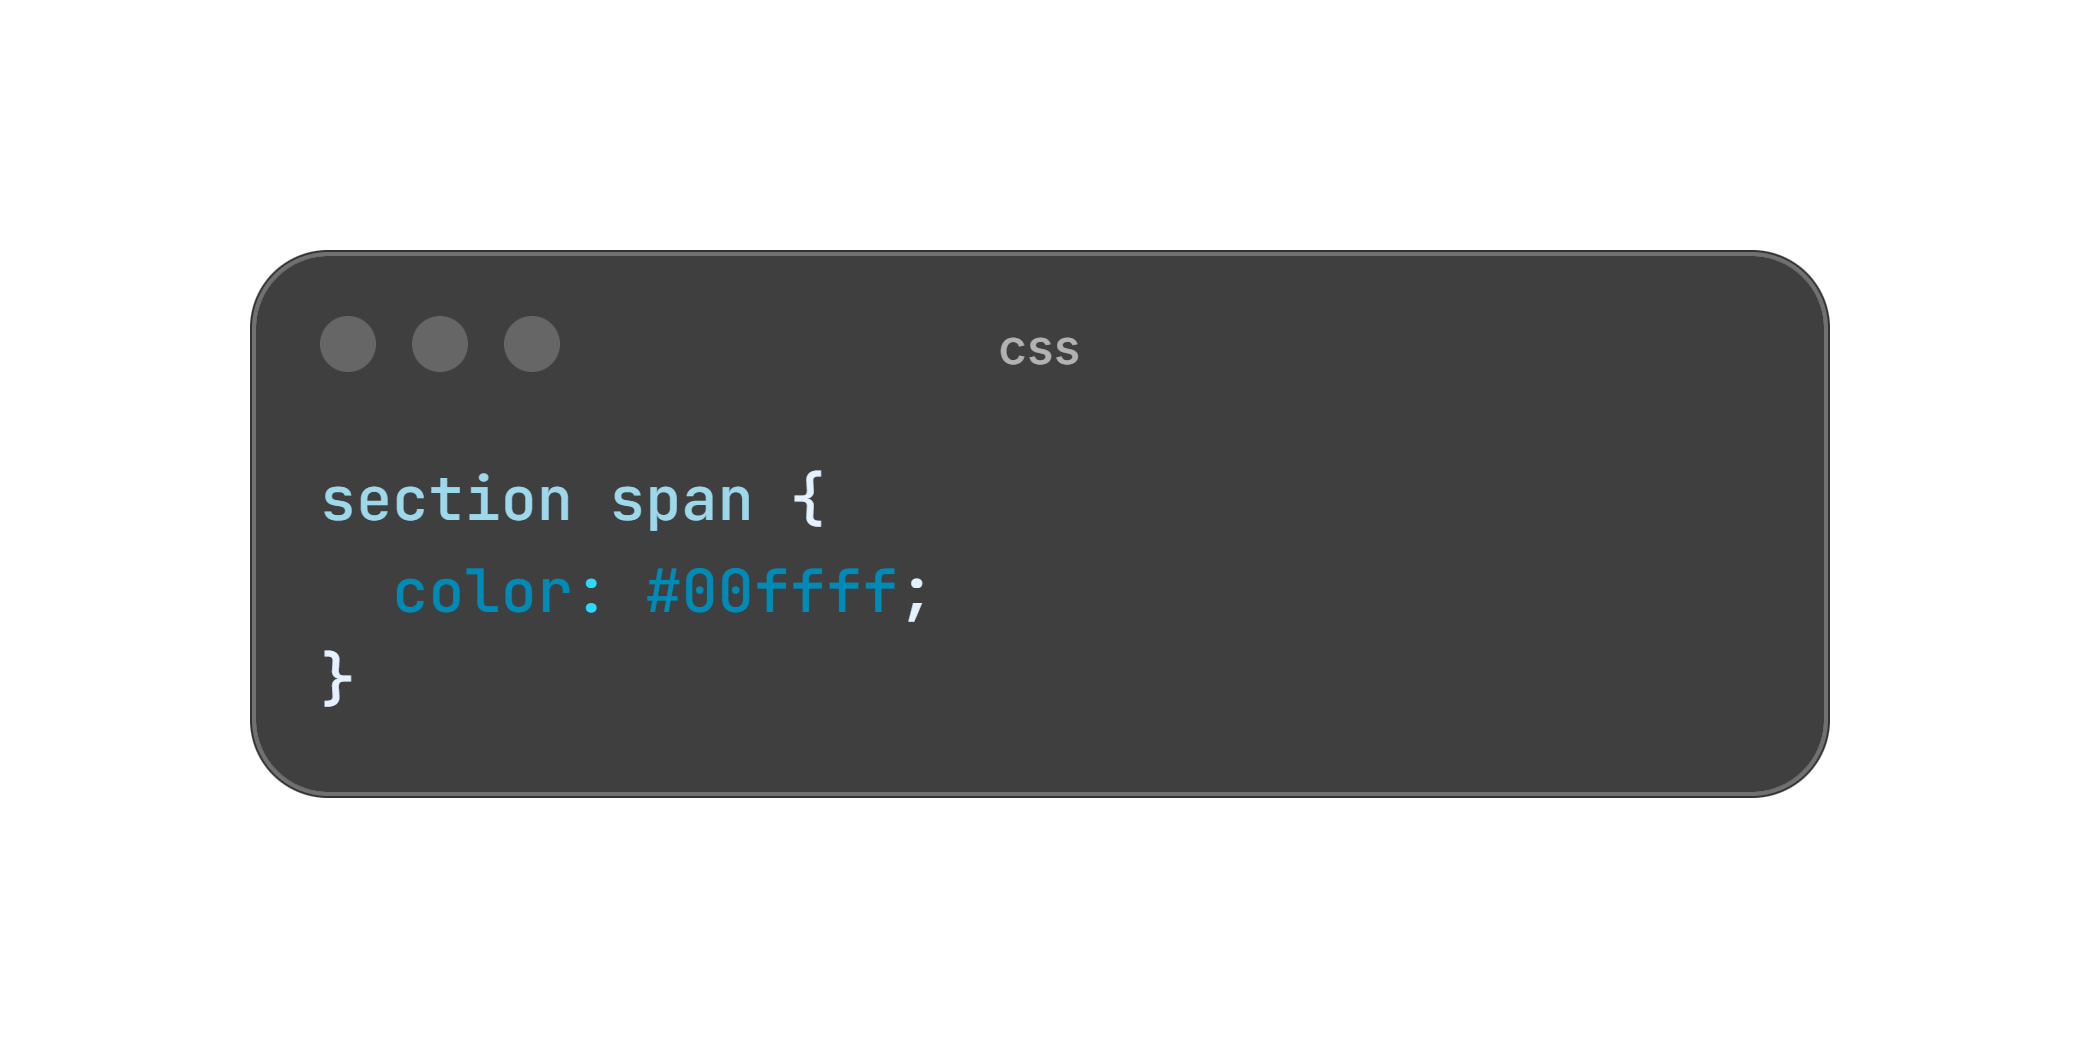 css
section span {
  color: #00ffff;
}